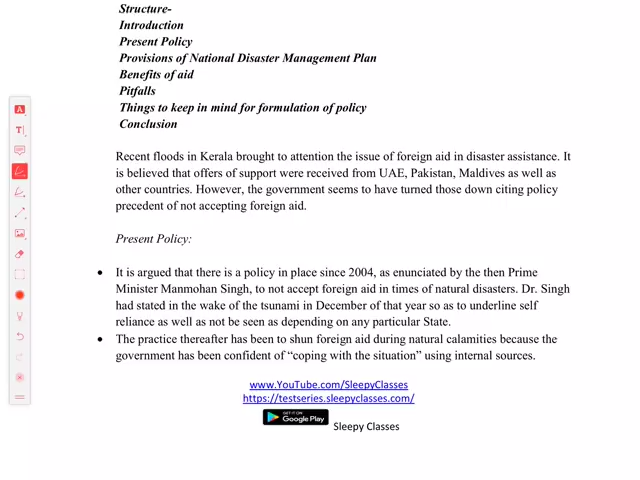 Structure-
Introduction
Present Policy
Provisions of National Disaster Management Plan
Benefits of aid
Pitfalls
Things to keep in mind for formulation of policy
Conclusion
Recent floods in Kerala brought to attention the issue of foreign aid in disaster assistance. It
is believed that offers of support were received from UAE, Pakistan, Maldives as well as
other countries. However, the government seems to have turned those down citing policy
precedent of not accepting foreign aid.
Present Policy:
• It is argued that there is a policy in place since 2004, as enunciated by the then Prime
Minister Manmohan Singh, to not accept foreign aid in times of natural disasters. Dr. Singh
had stated in the wake of the tsunami in December of that year so as to underline self
reliance as well as not be seen as depending on any particular State.
• The practice thereafter has been to shun foreign aid during natural calamities because the
government has been confident of “coping with the situation” using internal sources.
www.YouTube.com/SleepyClasses
https://testseries.sleepyclasses.com/
GET IT ON
Google Play Sleepy Classes